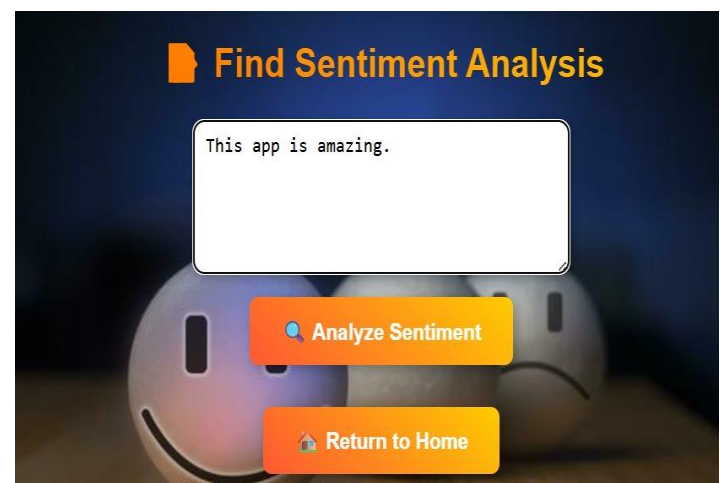 Find Sentiment Analysis
This app is amazing.
🔍 Analyze Sentiment
🏠 Return to Home